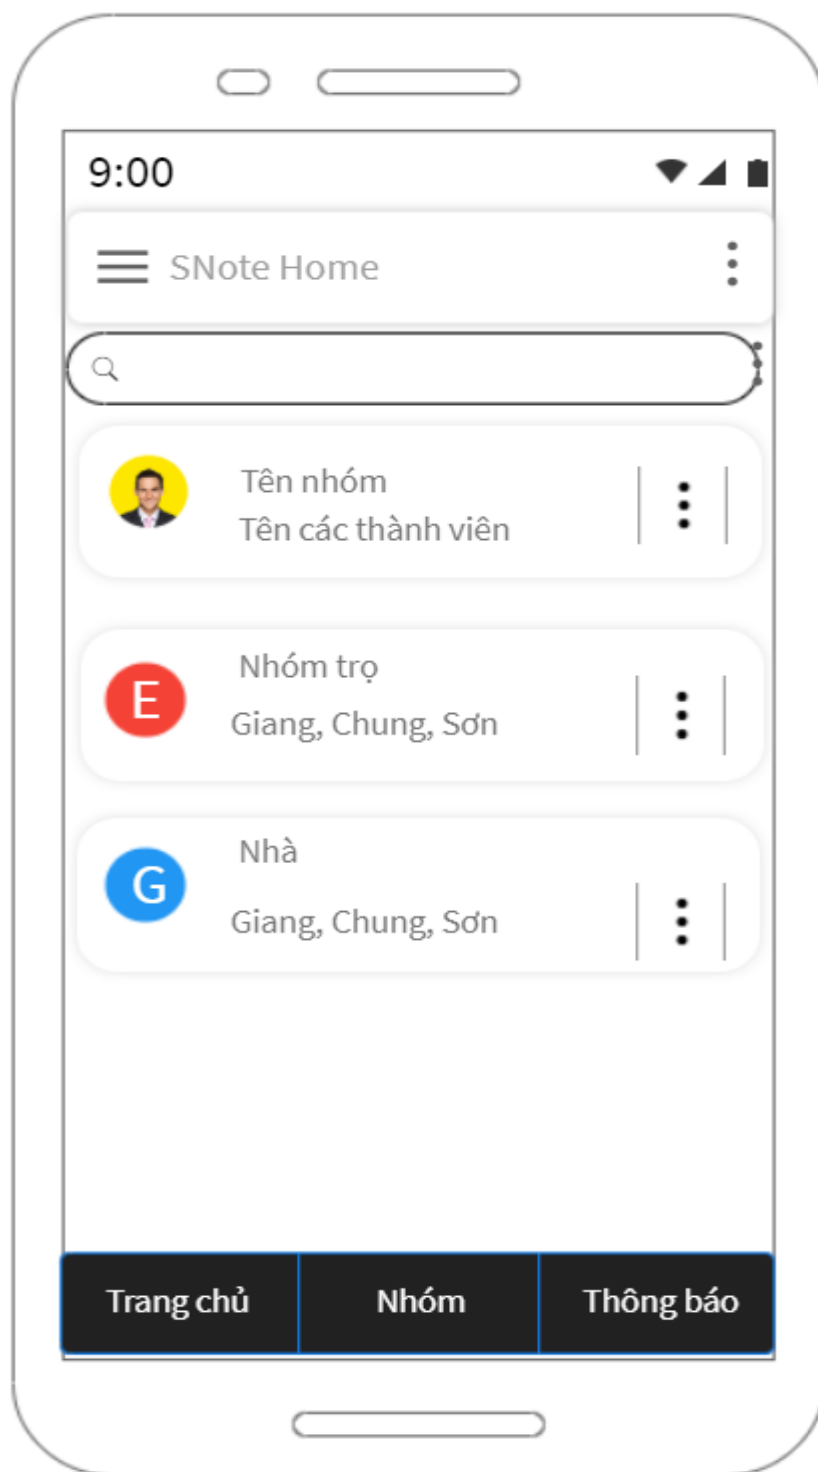 9:00
SNote Home
Tên nhóm
Tên các thành viên
E
Nhóm trọ
Giang, Chung, Sơn
G
Nhà
Giang, Chung, Sơn
Trang chủ
Nhóm
Thông báo